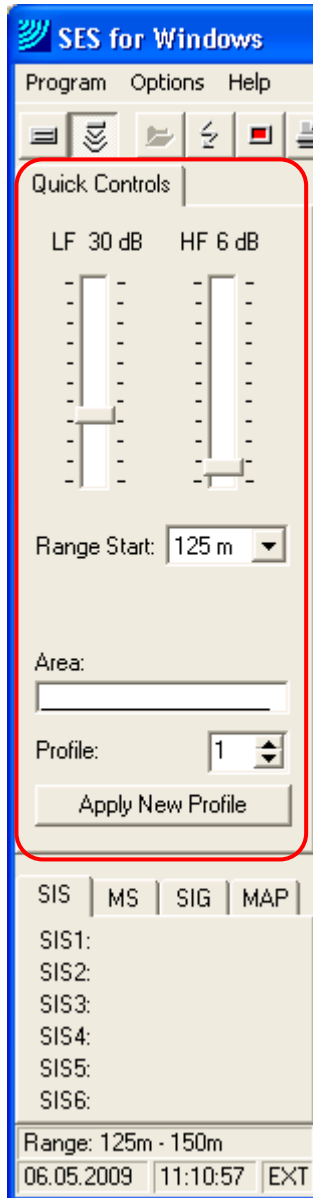 SES for Windows
Program Options Help
Quick Controls
LF 30 dB HF 6 dB
Range Start: 125 m
Area:
Profile: 1
Apply New Profile
SIS MS SIG MAP
SIS1:
SIS2:
SIS3:
SIS4:
SIS5:
SIS6:
Range: 125m - 150m
06.05.2009 11:10:57 EXT